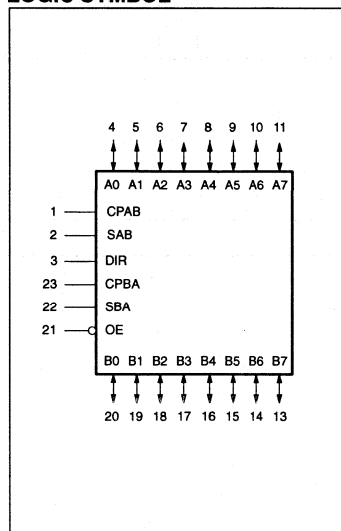 LOGIC SYMBOL
4 5 6 7 8 9 10 11
A0 A1 A2 A3 A4 A5 A6 A7
1 CPAB
2 SAB
3 DIR
23 CPBA
22 SBA
21 OE
B0 B1 B2 B3 B4 B5 B6 B7
20 19 18 17 16 15 14 13